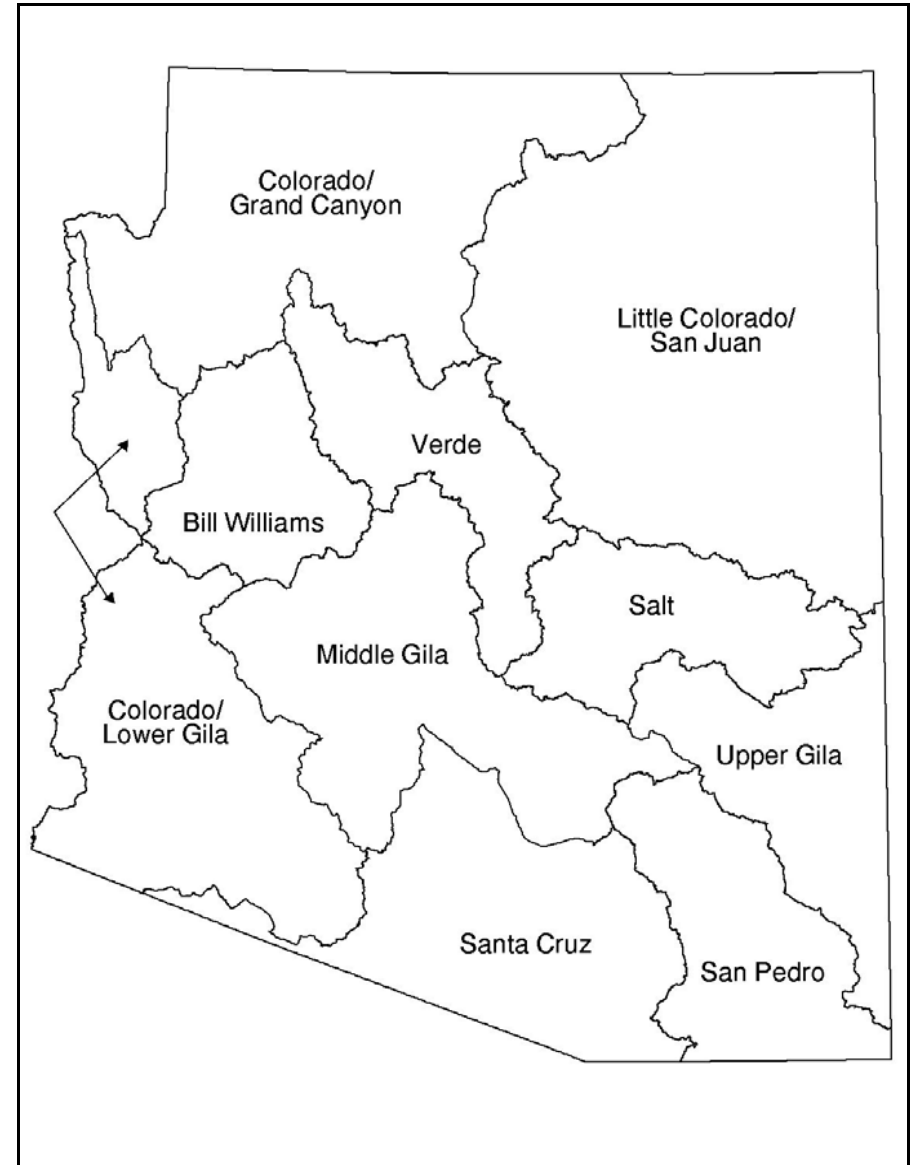 Colorado/
Grand Canyon
Little Colorado/
San Juan
Verde
Bill Williams
Salt
Middle Gila
Colorado/
Lower Gila
Upper Gila
Santa Cruz
San Pedro